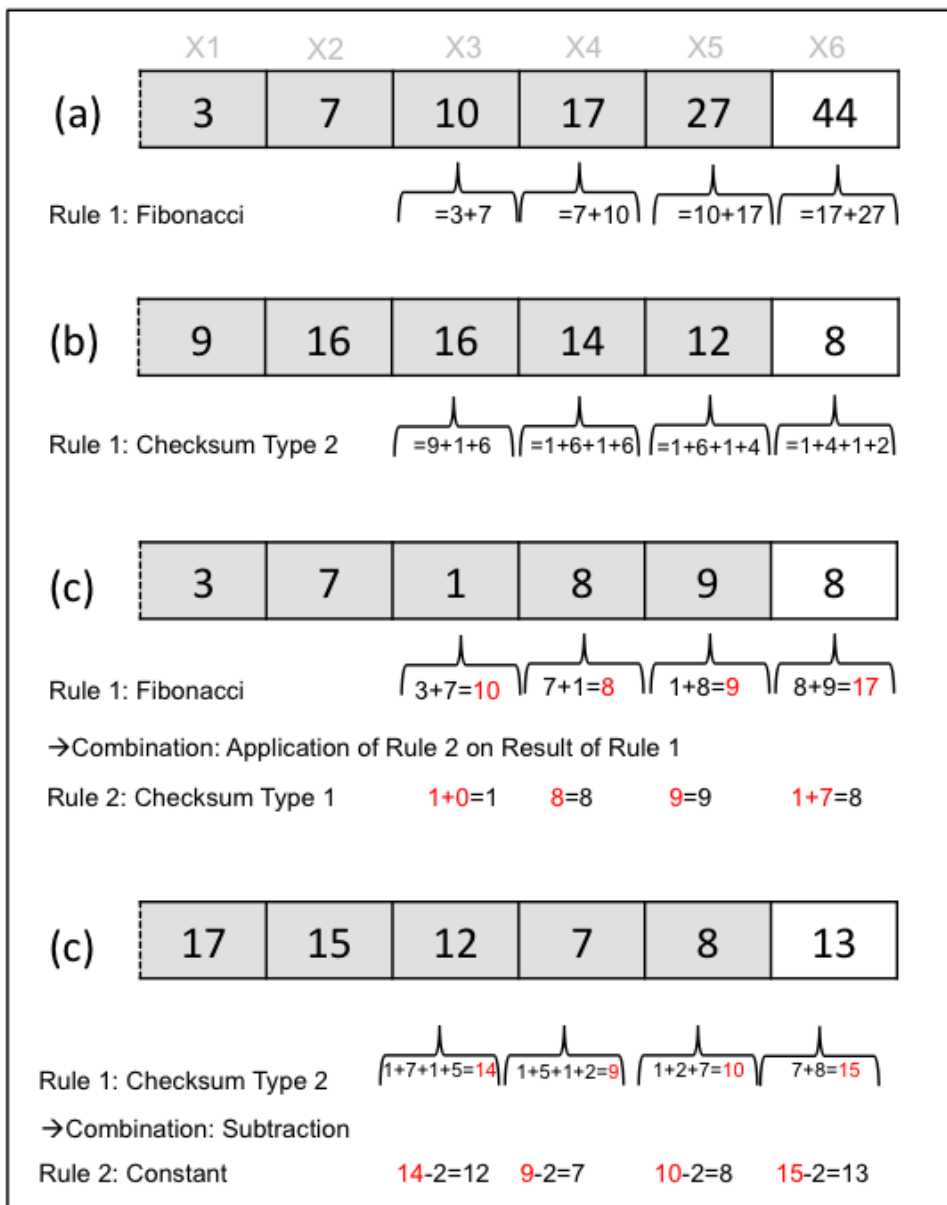 X1 X2 X3 X4 X5 X6
(a) 3 7 10 17 27 44
Rule 1: Fibonacci =3+7 =7+10 =10+17 =17+27
(b) 9 16 16 14 12 8
Rule 1: Checksum Type 2 =9+1+6 =1+6+1+6 =1+6+1+4 =1+4+1+2
(c) 3 7 1 8 9 8
Rule 1: Fibonacci 3+7=10 7+1=8 1+8=9 8+9=17
→Combination: Application of Rule 2 on Result of Rule 1
Rule 2: Checksum Type 1 1+0=1 8=8 9=9 1+7=8
(c) 17 15 12 7 8 13
Rule 1: Checksum Type 2 1+7+1+5=14 1+5+1+2=9 1+2+7=10 7+8=15
→Combination: Subtraction
Rule 2: Constant 14-2=12 9-2=7 10-2=8 15-2=13